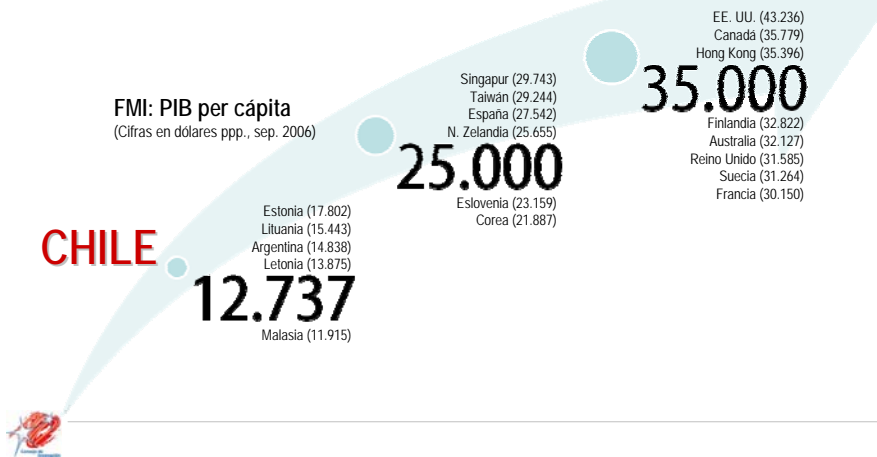 FMI: PIB per cápita
(Cifras en dólares ppp., sep. 2006)
CHILE
Estonia (17.802)
Lituania (15.443)
Argentina (14.838)
Letonia (13.875)
12.737
Malasia (11.915)
Singapur (29.743)
Taiwán (29.244)
España (27.542)
N. Zelandia (25.655)
25.000
Eslovenia (23.159)
Corea (21.887)
EE. UU. (43.236)
Canadá (35.779)
Hong Kong (35.396)
35.000
Finlandia (32.822)
Australia (32.127)
Reino Unido (31.585)
Suecia (31.264)
Francia (30.150)